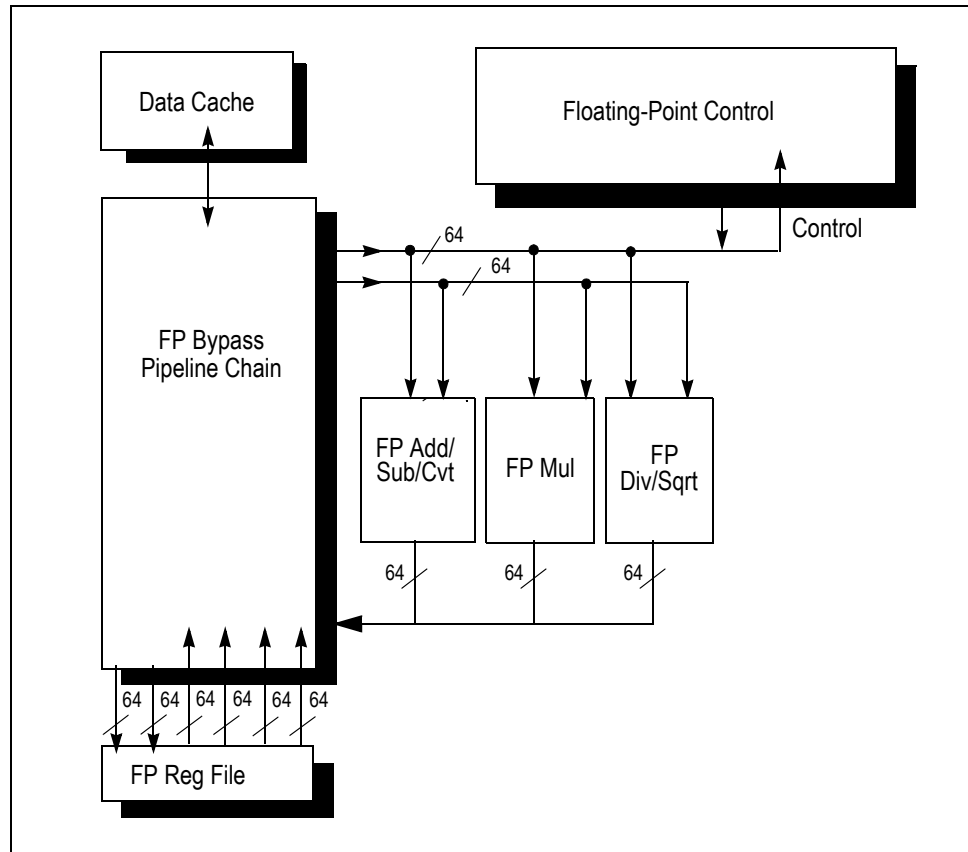 Data Cache
Floating-Point Control
Control
64
64
FP Bypass
Pipeline Chain
FP Add/
Sub/Cvt
FP Mul
FP
Div/Sqrt
64
64
64
64
64
64
64
64
64
FP Reg File